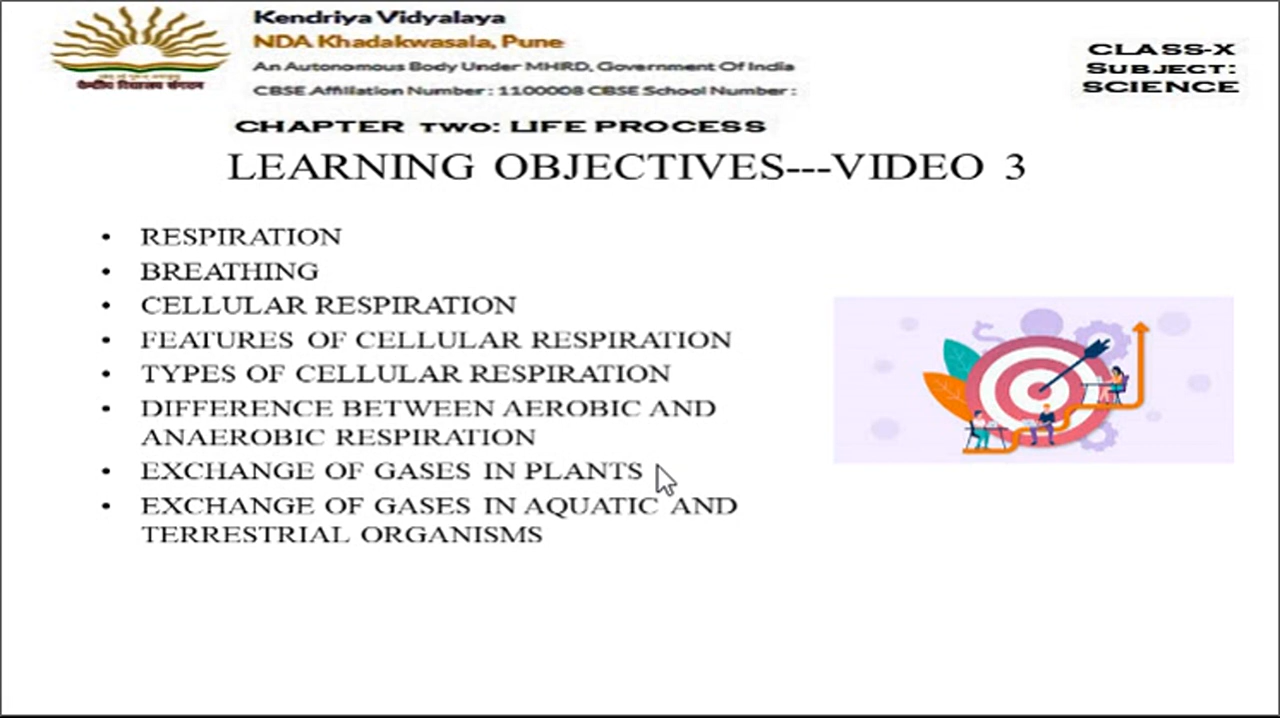 Kendriya Vidyalaya
NDA Khadakwasala, Pune
An Autonomous Body Under MHRD, Government Of India
CBSE Affiliation Number : 1100008 CBSE School Number :
केन्द्रीय विद्यालय संगठन
CLASS-X
SUBJECT:
SCIENCE
CHAPTER TWO: LIFE PROCESS
LEARNING OBJECTIVES---VIDEO 3
• RESPIRATION
• BREATHING
• CELLULAR RESPIRATION
• FEATURES OF CELLULAR RESPIRATION
• TYPES OF CELLULAR RESPIRATION
• DIFFERENCE BETWEEN AEROBIC AND
ANAEROBIC RESPIRATION
• EXCHANGE OF GASES IN PLANTS
• EXCHANGE OF GASES IN AQUATIC AND
TERRESTRIAL ORGANISMS